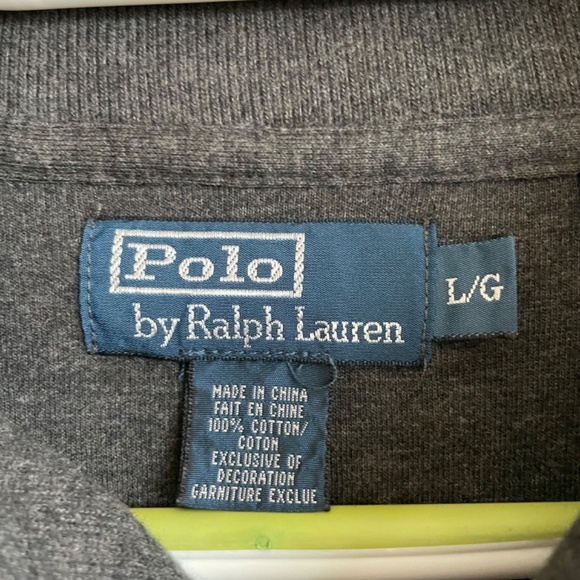 Polo
by Ralph Lauren
L/G
MADE IN CHINA
FAIT EN CHINE
100% COTTON/
COTON
EXCLUSIVE OF
DECORATION
GARNITURE EXCLUE